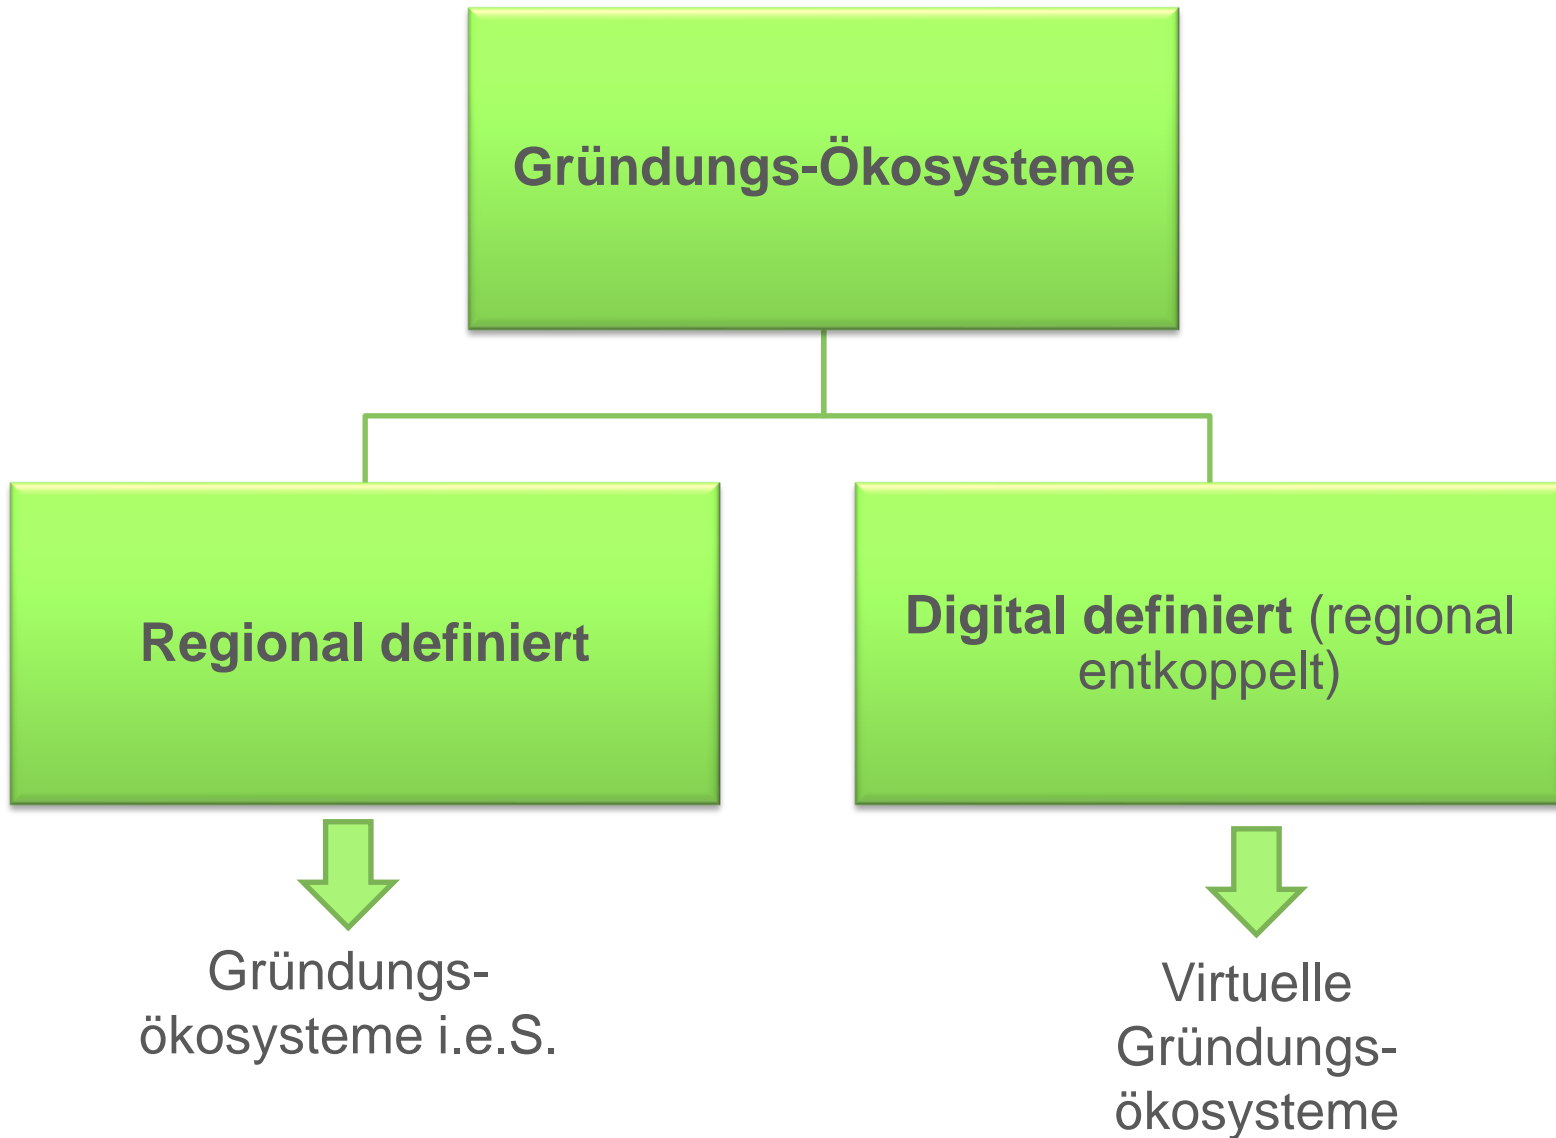 Gründungs-Ökosysteme
Regional definiert
Digital definiert (regional
entkoppelt)
Gründungs-
ökosysteme i.e.S.
Virtuelle
Gründungs-
ökosysteme